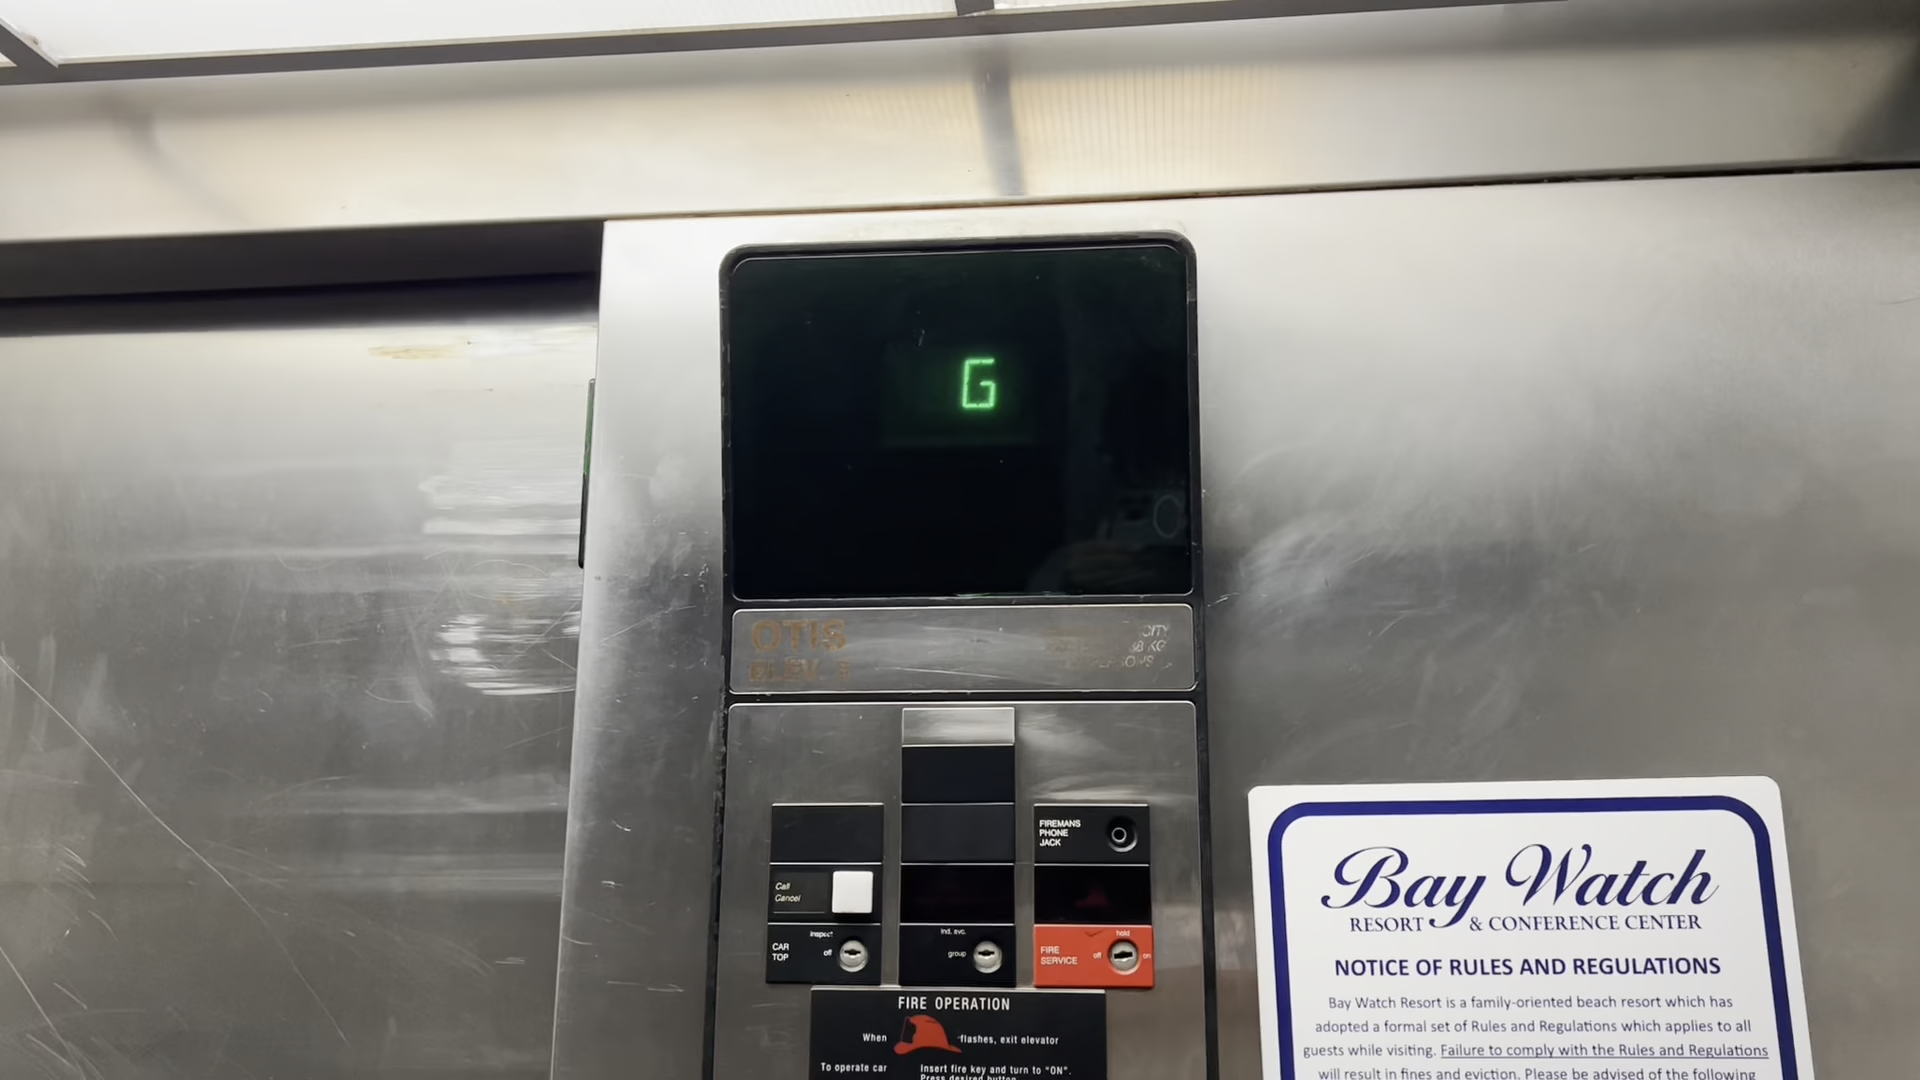 G
OTIS
CITY
KG
FIREMANS
PHONE
JACK
Call
Cancel
inspect
CAR
TOP
off
ind. svc.
group
hold
FIRE
SERVICE
off
on
FIRE OPERATION
When flashes, exit elevator
To operate car Insert fire key and turn to "ON".
Press desired button
Bay Watch
RESORT & CONFERENCE CENTER
NOTICE OF RULES AND REGULATIONS
Bay Watch Resort is a family-oriented beach resort which has
adopted a formal set of Rules and Regulations which applies to all
guests while visiting. Failure to comply with the Rules and Regulations
will result in fines and eviction. Please be advised of the following